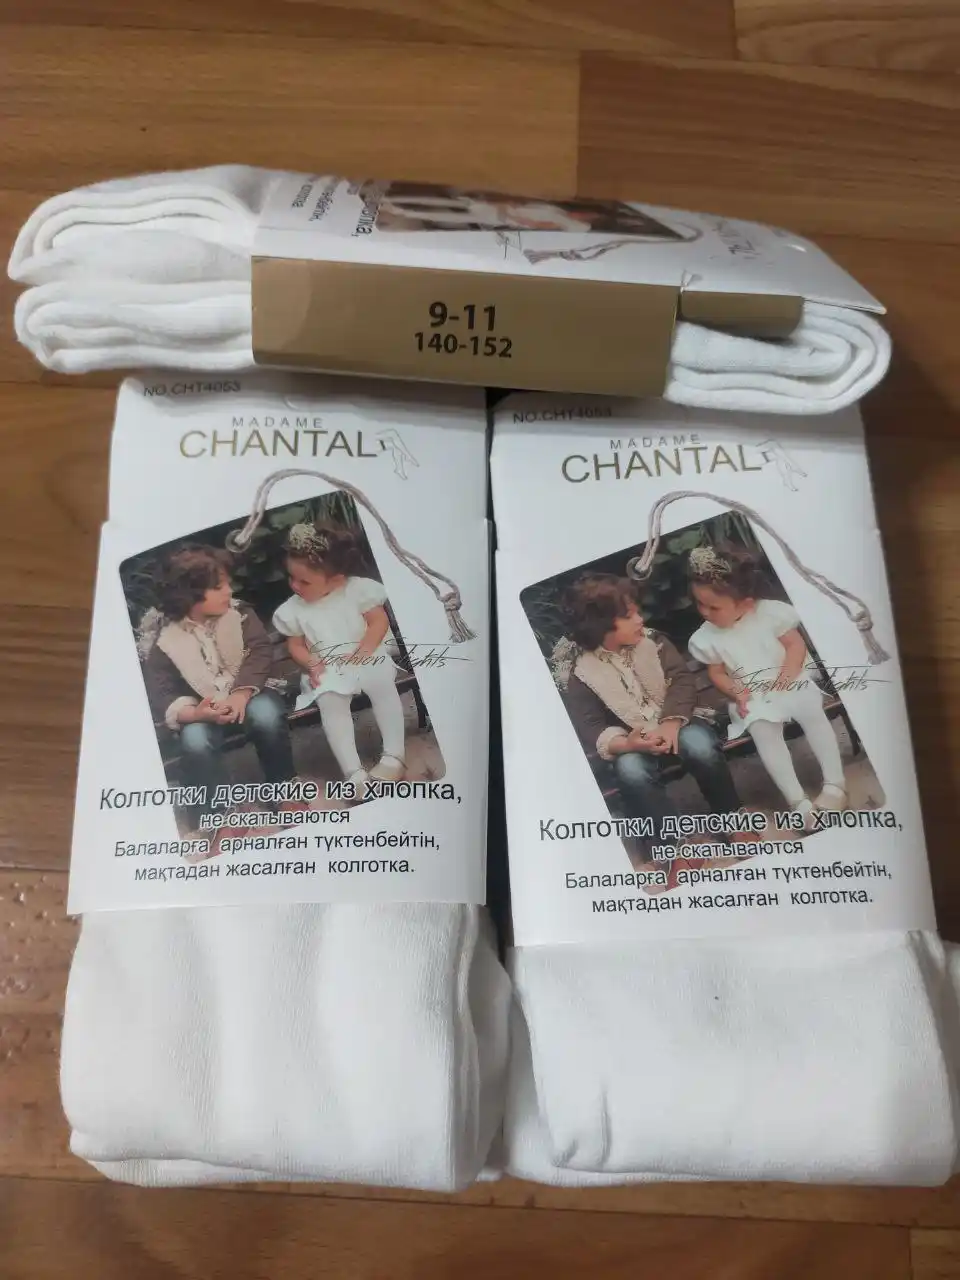 9-11
140-152
NO.CHT4053
MADAME
CHANTAL
Fashion Tights
Колготки детские из хлопка,
не скатываются
Балаларға арналған түктенбейтін,
мақтадан жасалған колготка.
NO.CHT4053
MADAME
CHANTAL
Fashion Tights
Колготки детские из хлопка,
не скатываются
Балаларға арналған түктенбейтін,
мақтадан жасалған колготка.